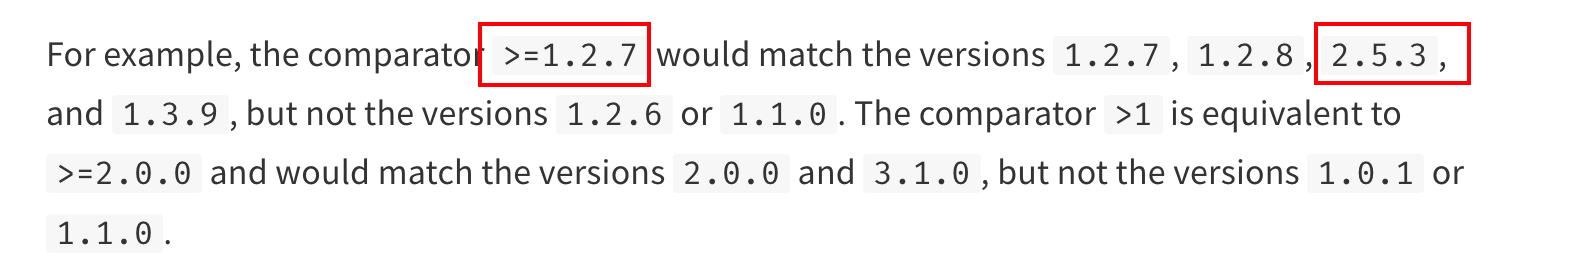 For example, the comparator >=1.2.7 would match the versions 1.2.7, 1.2.8, 2.5.3,
and 1.3.9, but not the versions 1.2.6 or 1.1.0. The comparator >1 is equivalent to
>=2.0.0 and would match the versions 2.0.0 and 3.1.0, but not the versions 1.0.1 or
1.1.0.